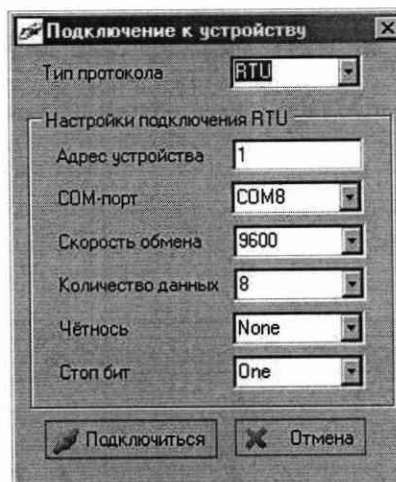 Подключение к устройству
Тип протокола RTU
Настройки подключения RTU
Адрес устройства 1
COM-порт COM8
Скорость обмена 9600
Количество данных 8
Чётнось None
Стоп бит One
Подключиться Отмена